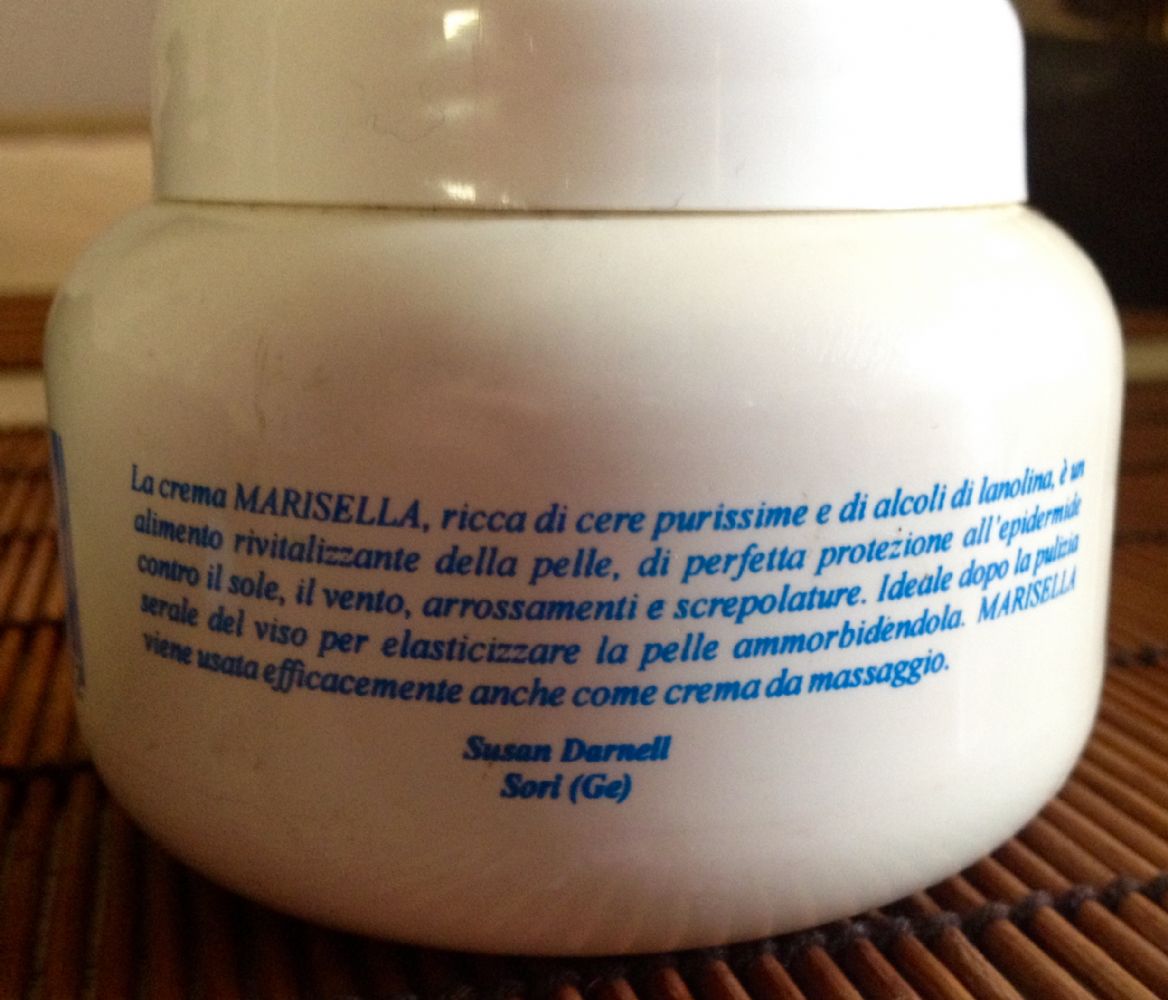 La crema MARISELLA, ricca di cere purissime e di alcoli di lanolina, è un
alimento rivitalizzante della pelle, di perfetta protezione all'epidermide
contro il sole, il vento, arrossamenti e screpolature. Ideale dopo la pulizia
serale del viso per elasticizzare la pelle ammorbidendola. MARISELLA
viene usata efficacemente anche come crema da massaggio.
Susan Darnell
Sori (Ge)